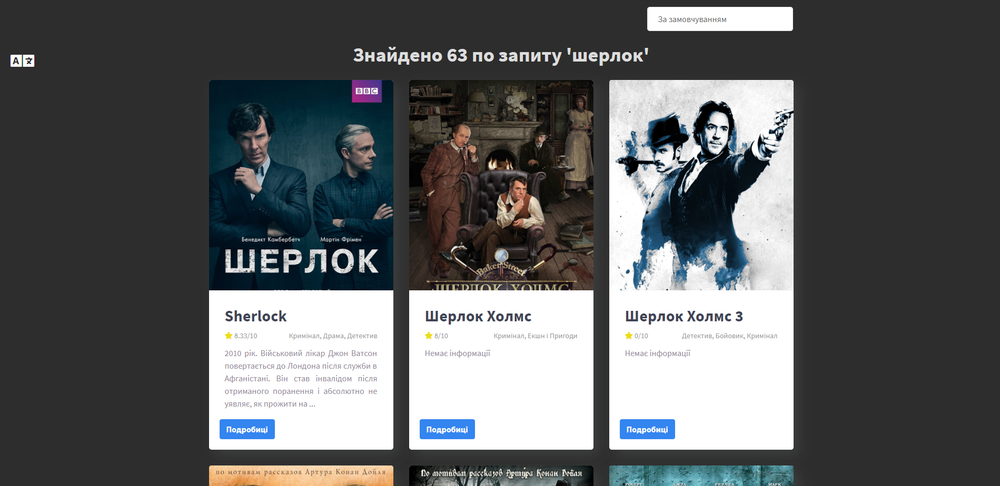 За замовчуванням
Знайдено 63 по запиту 'шерлок'
A
BBC
Бенедикт Камбербетч Мартін Фрімен
ШЕРЛОК
Baker Street
ШЕРЛОК ХОЛМС
Sherlock
8.33/10 Кримінал, Драма, Детектив
2010 рік. Військовий лікар Джон Ватсон
повертається до Лондона після служби в
Афганістані. Він став інвалідом після
отриманого поранення і абсолютно не
уявляє, як прожити на ...
Подробиці
Шерлок Холмс
8/10 Кримінал, Екшн і Пригоди
Немає інформації
Подробиці
Шерлок Холмс 3
0/10 Детектив, Бойовик, Кримінал
Немає інформації
Подробиці
по мотивам рассказов Артура Конан Дойля
По мотивам рассказов Артура Конан Дойля
РОБЕРТ ДЖУД РЕЙЧЕЛ МАРК